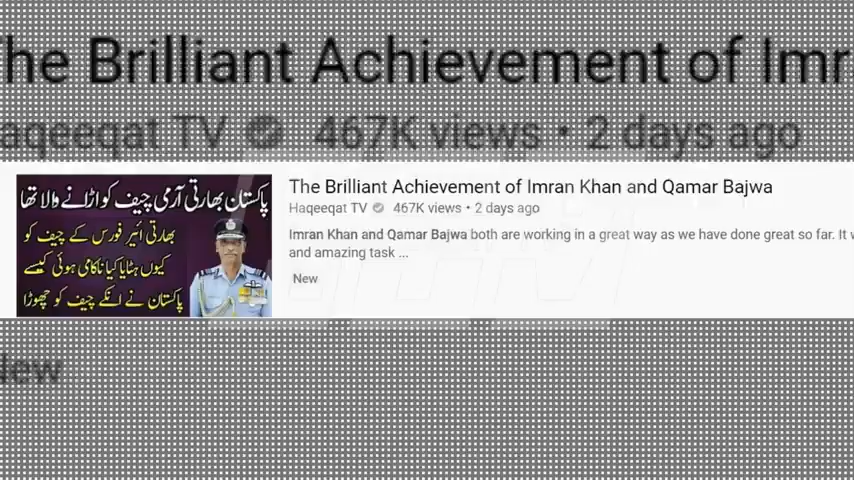 The Brilliant Achievement of Imr
aqeeqat TV 467K views • 2 days ago
پاکستان بھارتی آرمی چیف کو اڑانے والا تھا
بھارتی ائیر فورس کے چیف کو
کیوں ہٹایا گیا ناکامی ہوئی کیسے
پاکستان نے انکے چیف کو چھوڑا
The Brilliant Achievement of Imran Khan and Qamar Bajwa
Haqeeqat TV 467K views • 2 days ago
Imran Khan and Qamar Bajwa both are working in a great way as we have done great so far. It w
and amazing task ...
New
New